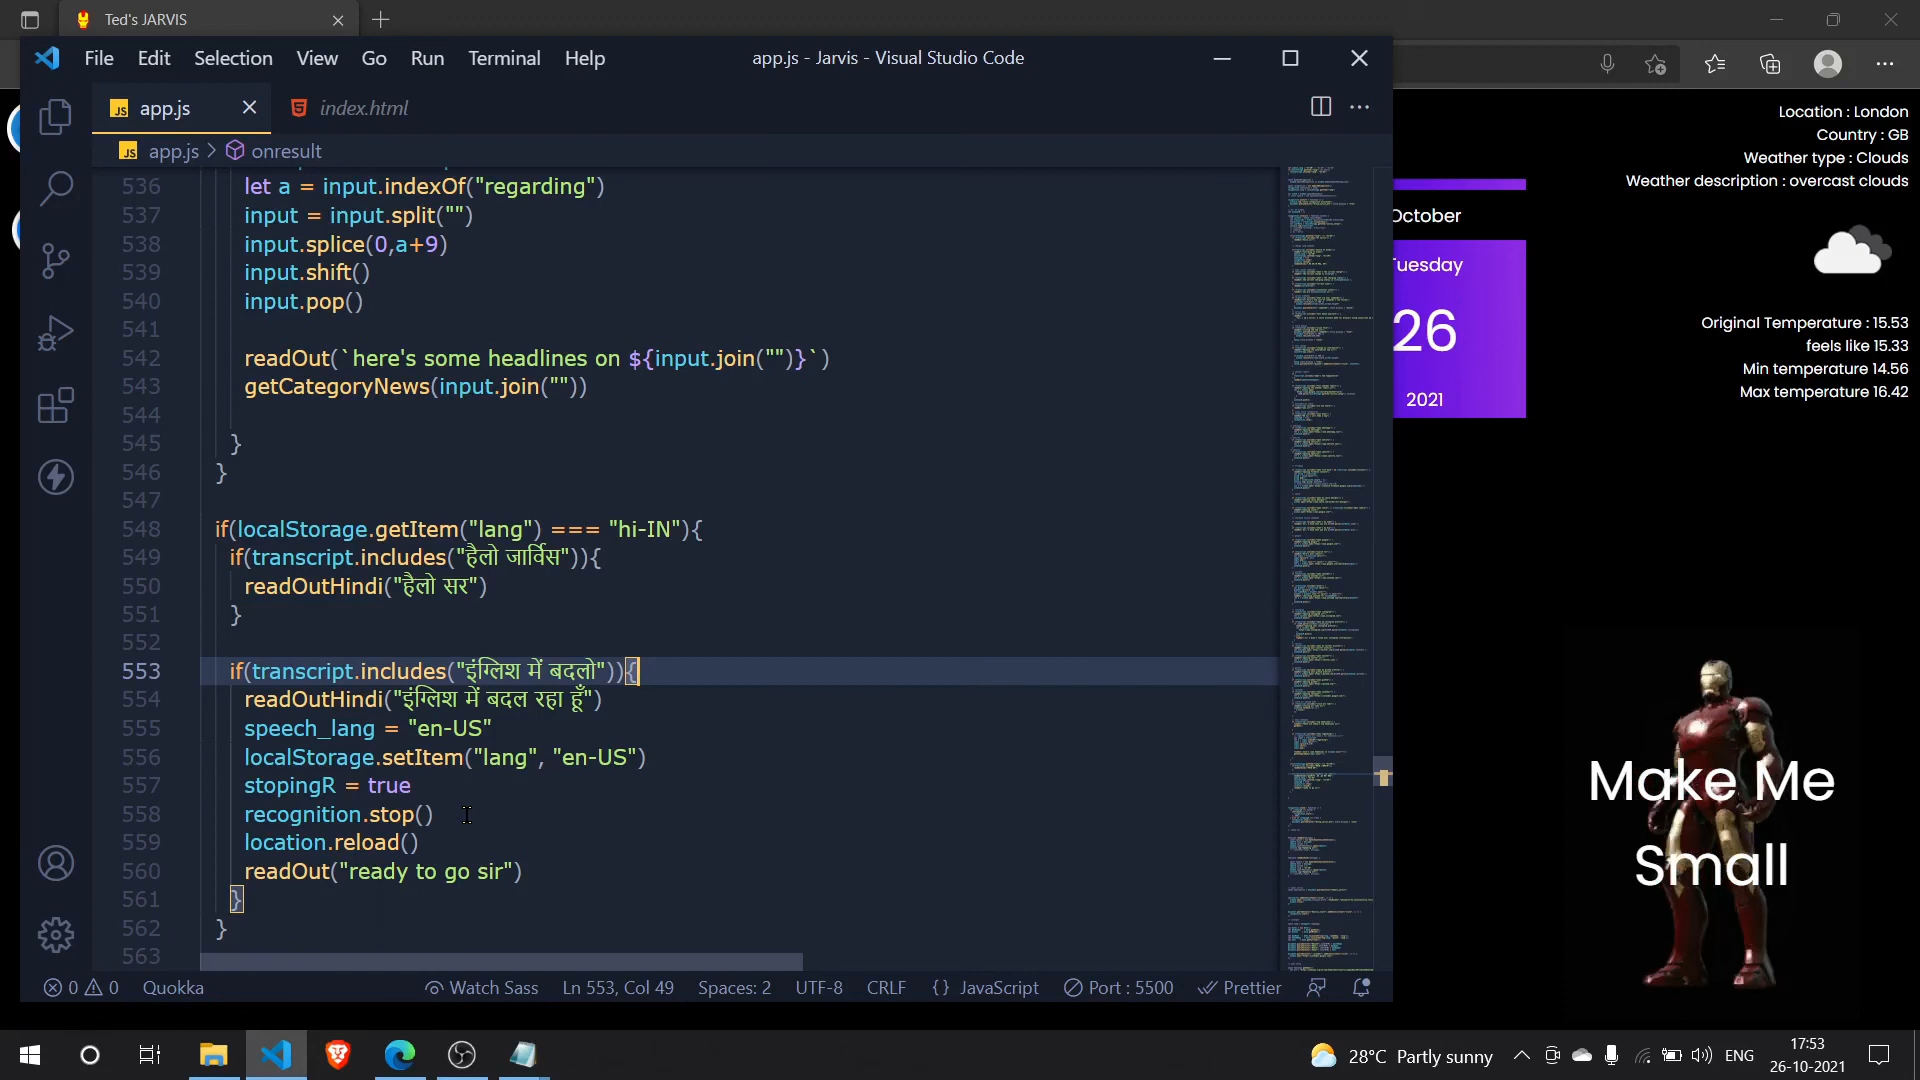 Ted's JARVIS
File Edit Selection View Go Run Terminal Help
app.js - Jarvis - Visual Studio Code
JS app.js
index.html
JS app.js > onresult
536 let a = input.indexOf("regarding")
537 input = input.split("")
538 input.splice(0,a+9)
539 input.shift()
540 input.pop()
541
542 readOut(`here's some headlines on ${input.join("")}`)
543 getCategoryNews(input.join(""))
544
545 }
546 }
547
548 if(localStorage.getItem("lang") === "hi-IN"){
549 if(transcript.includes("हैलो जार्विस")){
550 readOutHindi("हैलो सर")
551 }
552
553 if(transcript.includes("इंग्लिश में बदलो")){
554 readOutHindi("इंग्लिश में बदल रहा हूँ")
555 speech_lang = "en-US"
556 localStorage.setItem("lang", "en-US")
557 stopingR = true
558 recognition.stop()
559 location.reload()
560 readOut("ready to go sir")
561 }
562 }
563
0 0 Quokka Watch Sass Ln 553, Col 49 Spaces: 2 UTF-8 CRLF {} JavaScript Port : 5500 Prettier
Location : London
Country : GB
Weather type : Clouds
Weather description : overcast clouds
Original Temperature : 15.53
feels like 15.33
Min temperature 14.56
Max temperature 16.42
October
Tuesday
26
2021
Make Me
Small
28°C Partly sunny
ENG
17:53
26-10-2021